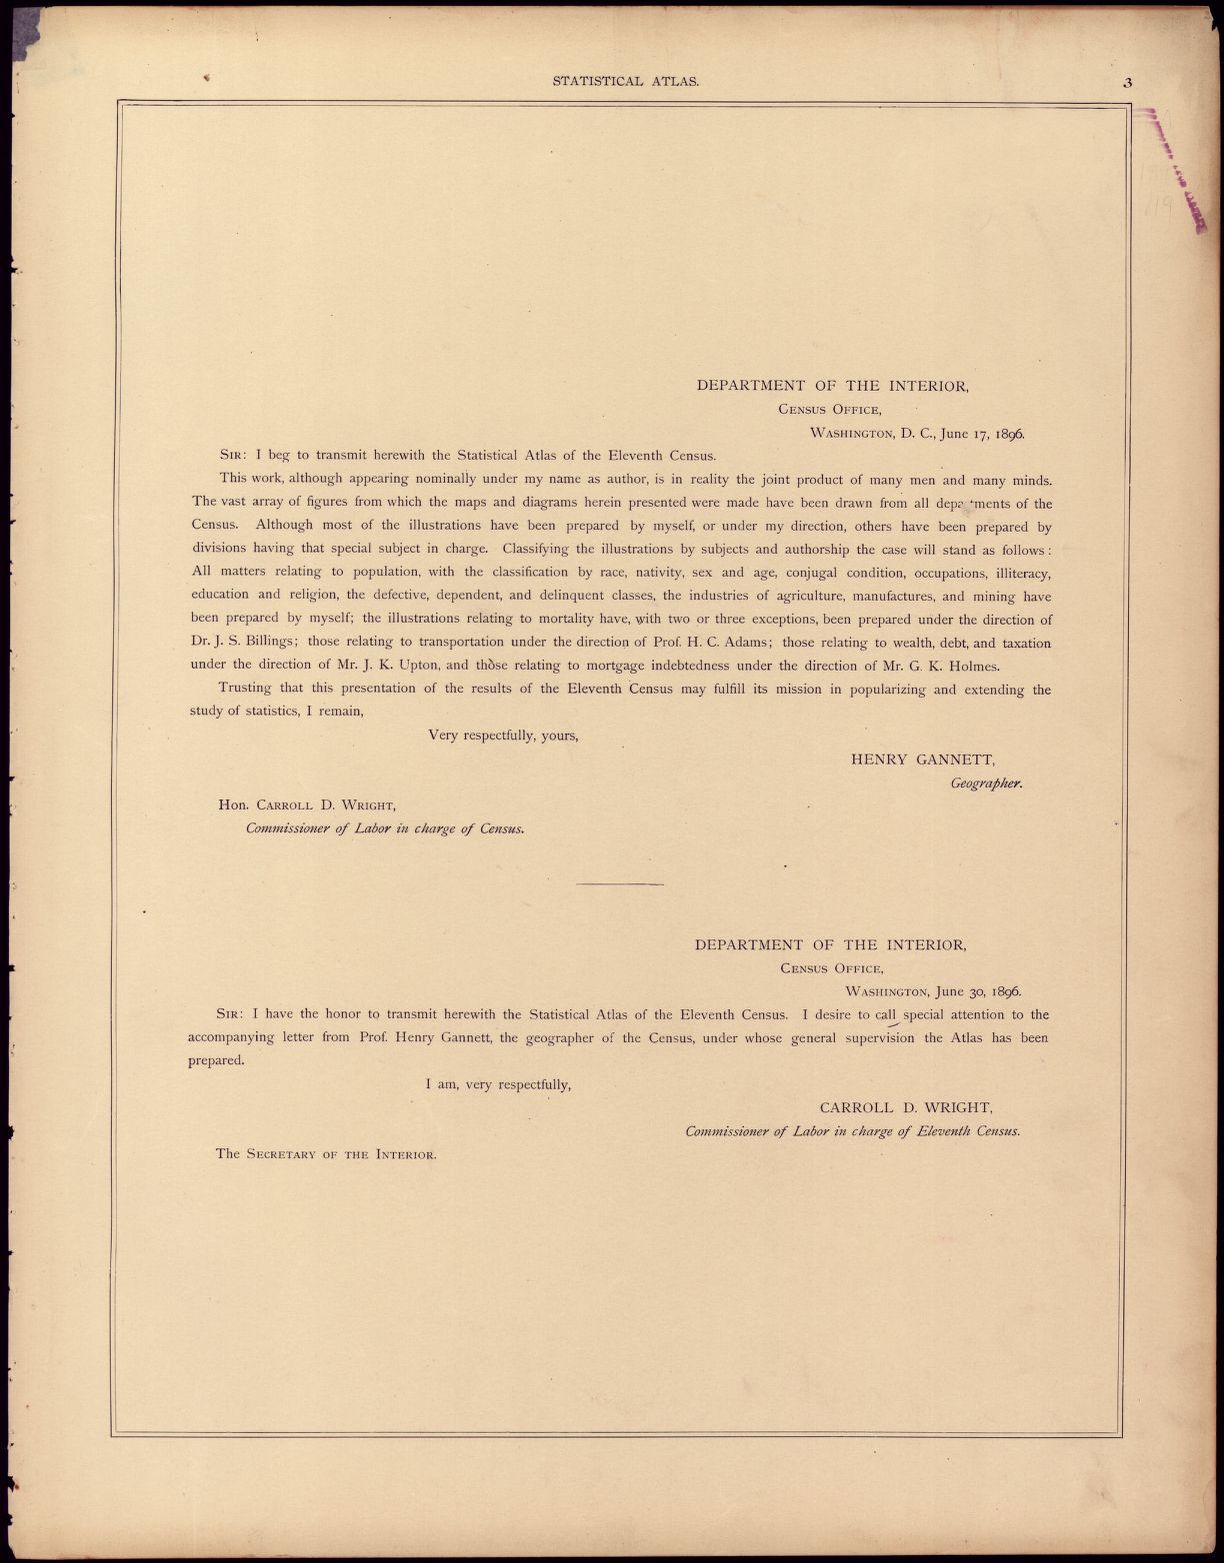 STATISTICAL ATLAS.
3
DEPARTMENT OF THE INTERIOR,
CENSUS OFFICE,
WASHINGTON, D. C., June 17, 1896.
SIR: I beg to transmit herewith the Statistical Atlas of the Eleventh Census.
This work, although appearing nominally under my name as author, is in reality the joint product of many men and many minds.
The vast array of figures from which the maps and diagrams herein presented were made have been drawn from all departments of the
Census. Although most of the illustrations have been prepared by myself, or under my direction, others have been prepared by
divisions having that special subject in charge. Classifying the illustrations by subjects and authorship the case will stand as follows:
All matters relating to population, with the classification by race, nativity, sex and age, conjugal condition, occupations, illiteracy,
education and religion, the defective, dependent, and delinquent classes, the industries of agriculture, manufactures, and mining have
been prepared by myself; the illustrations relating to mortality have, with two or three exceptions, been prepared under the direction of
Dr. J. S. Billings; those relating to transportation under the direction of Prof. H. C. Adams; those relating to wealth, debt, and taxation
under the direction of Mr. J. K. Upton, and those relating to mortgage indebtedness under the direction of Mr. G. K. Holmes.
Trusting that this presentation of the results of the Eleventh Census may fulfill its mission in popularizing and extending the
study of statistics, I remain,
Very respectfully, yours,
HENRY GANNETT,
Geographer.
Hon. CARROLL D. WRIGHT,
Commissioner of Labor in charge of Census.
DEPARTMENT OF THE INTERIOR,
CENSUS OFFICE,
WASHINGTON, June 30, 1896.
SIR: I have the honor to transmit herewith the Statistical Atlas of the Eleventh Census. I desire to call special attention to the
accompanying letter from Prof. Henry Gannett, the geographer of the Census, under whose general supervision the Atlas has been
prepared.
I am, very respectfully,
CARROLL D. WRIGHT,
Commissioner of Labor in charge of Eleventh Census.
The SECRETARY OF THE INTERIOR.